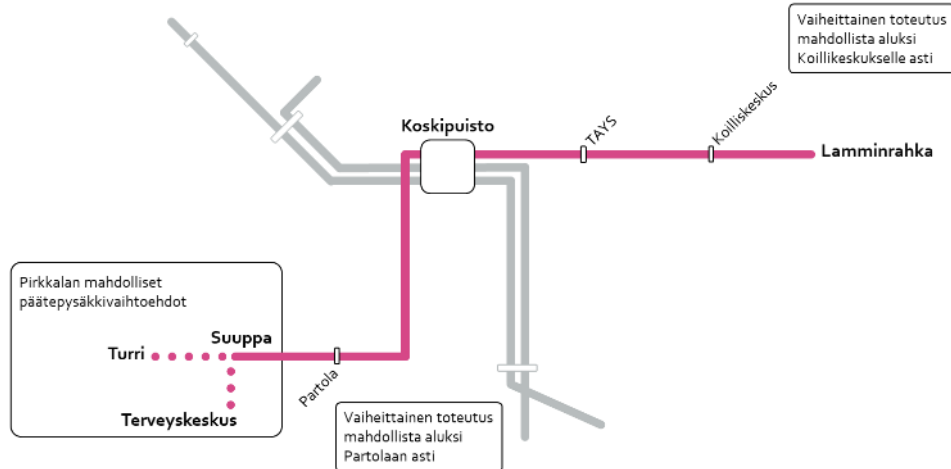 Vaiheittainen toteutus
mahdollista aluksi
Koillikeskukselle asti
Koskipuisto
TAYS
Koilliskeskus
Lamminrahka
Pirkkalan mahdolliset
päätepysäkkivaihtoehdot
Suuppa
Turri
Partola
Terveyskeskus
Vaiheittainen toteutus
mahdollista aluksi
Partolaan asti